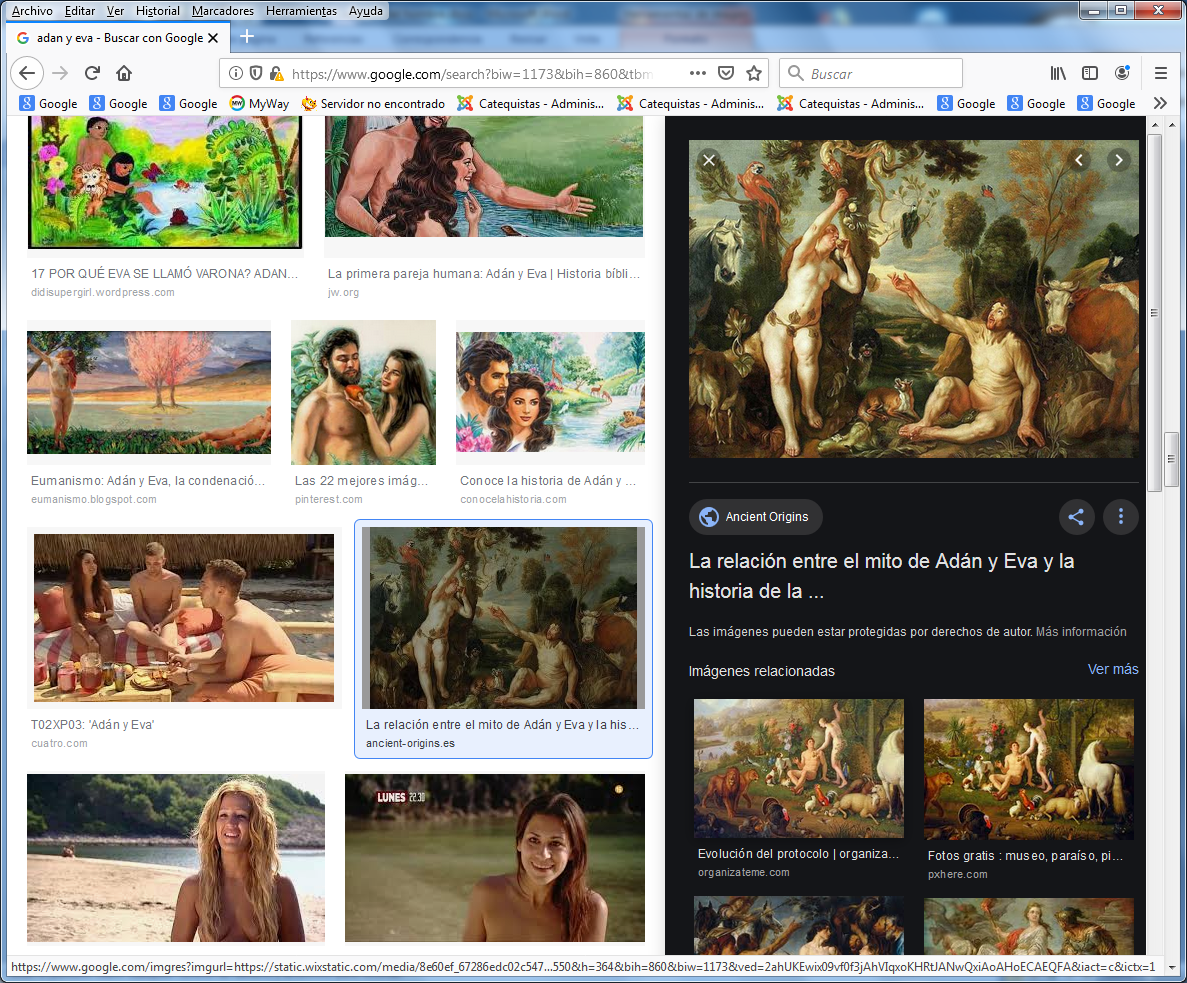 Archivo Editar Ver Historial Marcadores Herramientas Ayuda
adan y eva - Buscar con Google
https://www.google.com/search?biw=1173&bih=860&tbm
Buscar
Google Google Google MyWay Servidor no encontrado Catequistas - Adminis... Catequistas - Adminis... Catequistas - Adminis... Google Google Google
17 POR QUÉ EVA SE LLAMÓ VARONA? ADAN...
didisupergirl.wordpress.com
La primera pareja humana: Adán y Eva | Historia bíbli...
jw.org
Eumanismo: Adán y Eva, la condenació...
eumanismo.blogspot.com
Las 22 mejores imág...
pinterest.com
Conoce la historia de Adán y ...
conocelahistoria.com
T02XP03: 'Adán y Eva'
cuatro.com
La relación entre el mito de Adán y Eva y la his...
ancient-origins.es
LUNES 22:30
Ancient Origins
La relación entre el mito de Adán y Eva y la
historia de la ...
Las imágenes pueden estar protegidas por derechos de autor. Más información
Imágenes relacionadas
Ver más
Evolución del protocolo | organiza...
organizateme.com
Fotos gratis : museo, paraíso, pi...
pxhere.com
https://www.google.com/imgres?imgurl=https://static.wixstatic.com/media/8e60ef_67286edc02c547...550&h=364&bih=860&biw=1173&ved=2ahUKEwix09vf0f3jAhVIqxoKHRtJANwQxiAoAHoECAEQFA&iact=c&ictx=1